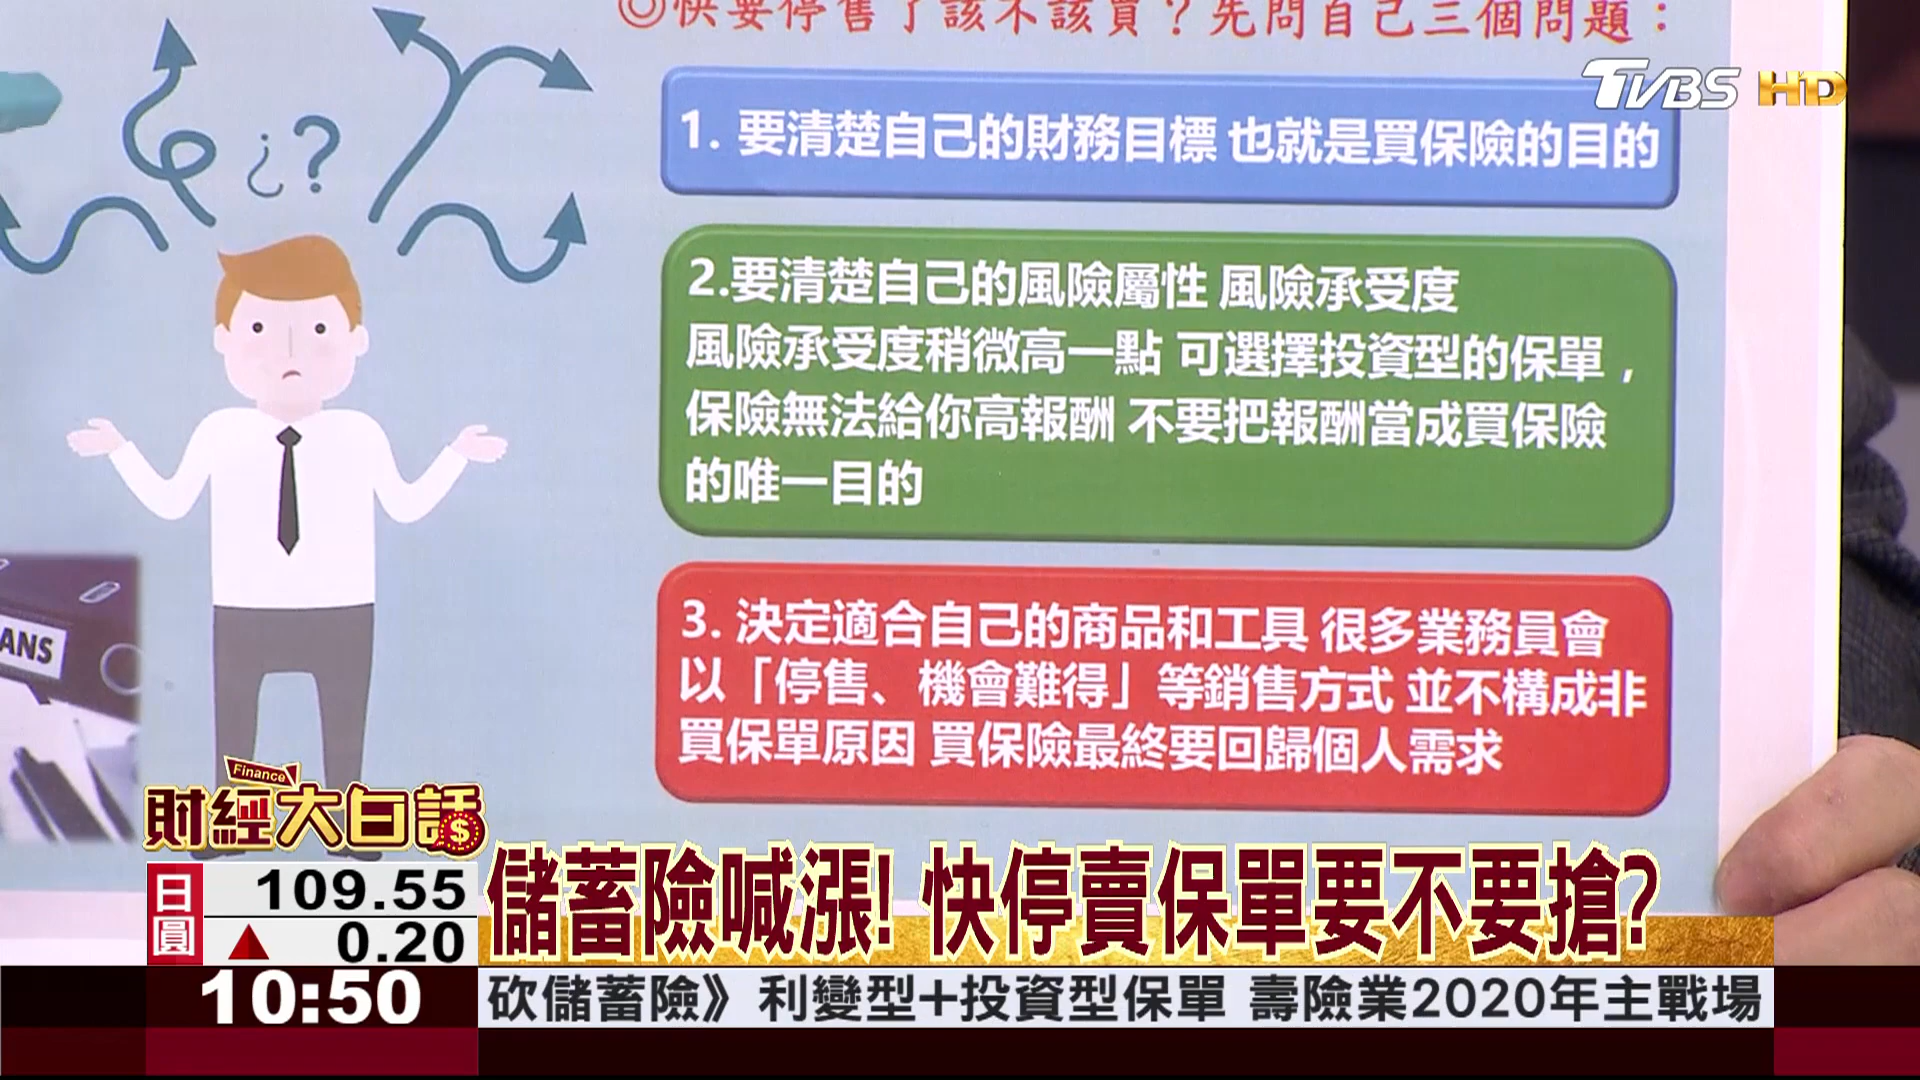 ◎快要停售了該不該買？先問自己三個問題：
TVBS HD
1. 要清楚自己的財務目標 也就是買保險的目的
¿?
2.要清楚自己的風險屬性 風險承受度
風險承受度稍微高一點 可選擇投資型的保單，
保險無法給你高報酬 不要把報酬當成買保險
的唯一目的
3. 決定適合自己的商品和工具 很多業務員會
以「停售、機會難得」等銷售方式 並不構成非
買保單原因 買保險最終要回歸個人需求
ANS
Finance
財經大白話
日圓 109.55
▲ 0.20
儲蓄險喊漲! 快停賣保單要不要搶?
10:50
砍儲蓄險》利變型+投資型保單 壽險業2020年主戰場